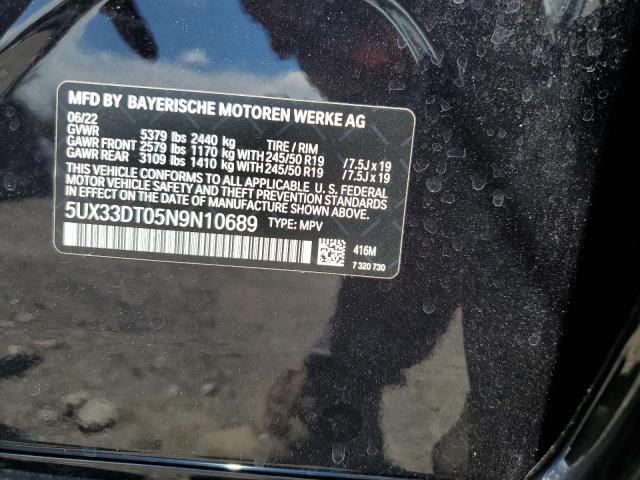 MFD BY BAYERISCHE MOTOREN WERKE AG
06/22
GVWR 5379 lbs 2440 kg TIRE / RIM
GAWR FRONT 2579 lbs 1170 kg WITH 245/50 R19 /7.5J x 19
GAWR REAR 3109 lbs 1410 kg WITH 245/50 R19 /7.5J x 19
THIS VEHICLE CONFORMS TO ALL APPLICABLE U. S. FEDERAL
MOTOR VEHICLE SAFETY STANDARDS
IN EFFECT ON THE DATE OF MANUFACTURE SHOWN ABOVE.
5UX33DT05N9N10689 TYPE: MPV
416M
7 320 730